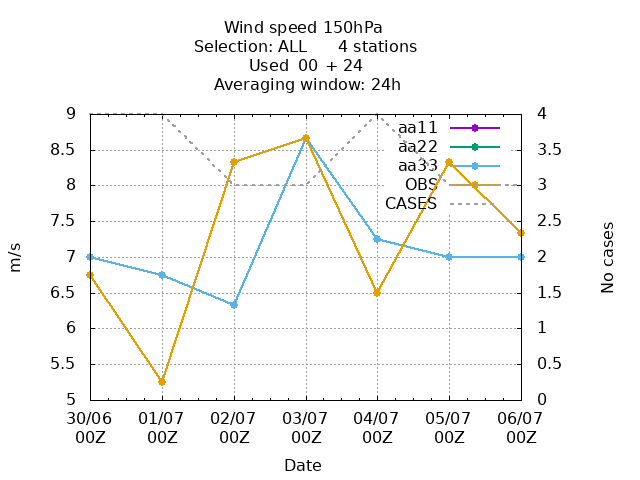 Wind speed 150hPa
Selection: ALL 4 stations
Used 00 + 24
Averaging window: 24h
9 4
aa11
aa22
8.5 3.5
aa33
8 OBS 3
CASES
7.5 2.5
7 2
6.5 1.5
6 1
5.5 0.5
5 0
m/s
No cases
30/06 01/07 02/07 03/07 04/07 05/07 06/07
00Z 00Z 00Z 00Z 00Z 00Z 00Z
Date